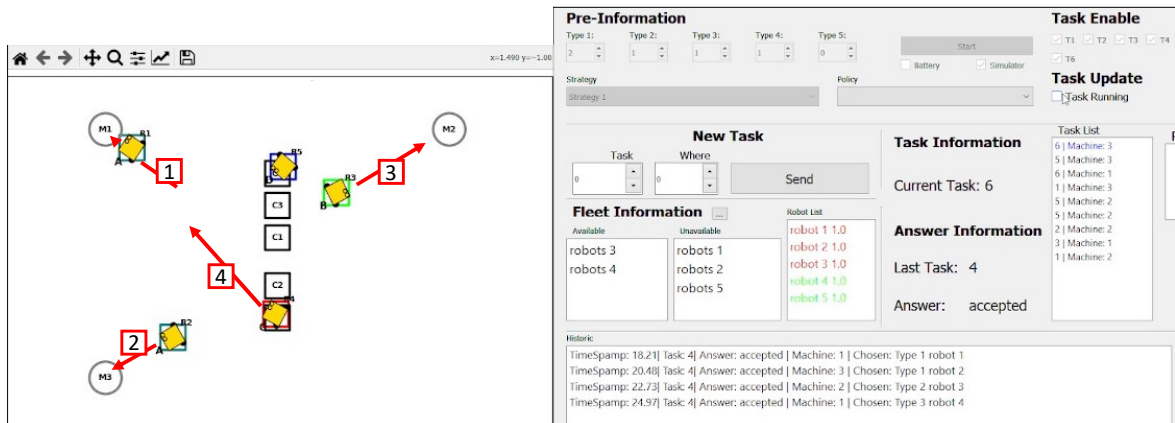 x=1.490 y=−1.00
M1
R1
A
1
M2
R5
R3
B
3
C3
C1
4
C2
R4
R2
A
2
M3
Pre-Information
Type 1:
Type 2:
Type 3:
Type 4:
Type 5:
2
1
1
1
0
Start
Battery
Simulator
Strategy
Policy
Strategy 1
Task Enable
T1
T2
T3
T4
T6
Task Update
Task Running
New Task
Task
Where
0
0
Send
Fleet Information
...
Available
robots 3
robots 4
Unavailable
robots 1
robots 2
robots 5
Robot List
robot 1 1.0
robot 2 1.0
robot 3 1.0
robot 4 1.0
robot 5 1.0
Task Information
Current Task: 6
Answer Information
Last Task: 4
Answer: accepted
Task List
6 | Machine: 3
5 | Machine: 3
6 | Machine: 1
1 | Machine: 3
5 | Machine: 2
5 | Machine: 2
2 | Machine: 2
3 | Machine: 1
1 | Machine: 2
Historic
TimeSpamp: 18.21| Task: 4| Answer: accepted | Machine: 1 | Chosen: Type 1 robot 1
TimeSpamp: 20.48| Task: 4| Answer: accepted | Machine: 3 | Chosen: Type 1 robot 2
TimeSpamp: 22.73| Task: 4| Answer: accepted | Machine: 2 | Chosen: Type 2 robot 3
TimeSpamp: 24.97| Task: 4| Answer: accepted | Machine: 1 | Chosen: Type 3 robot 4